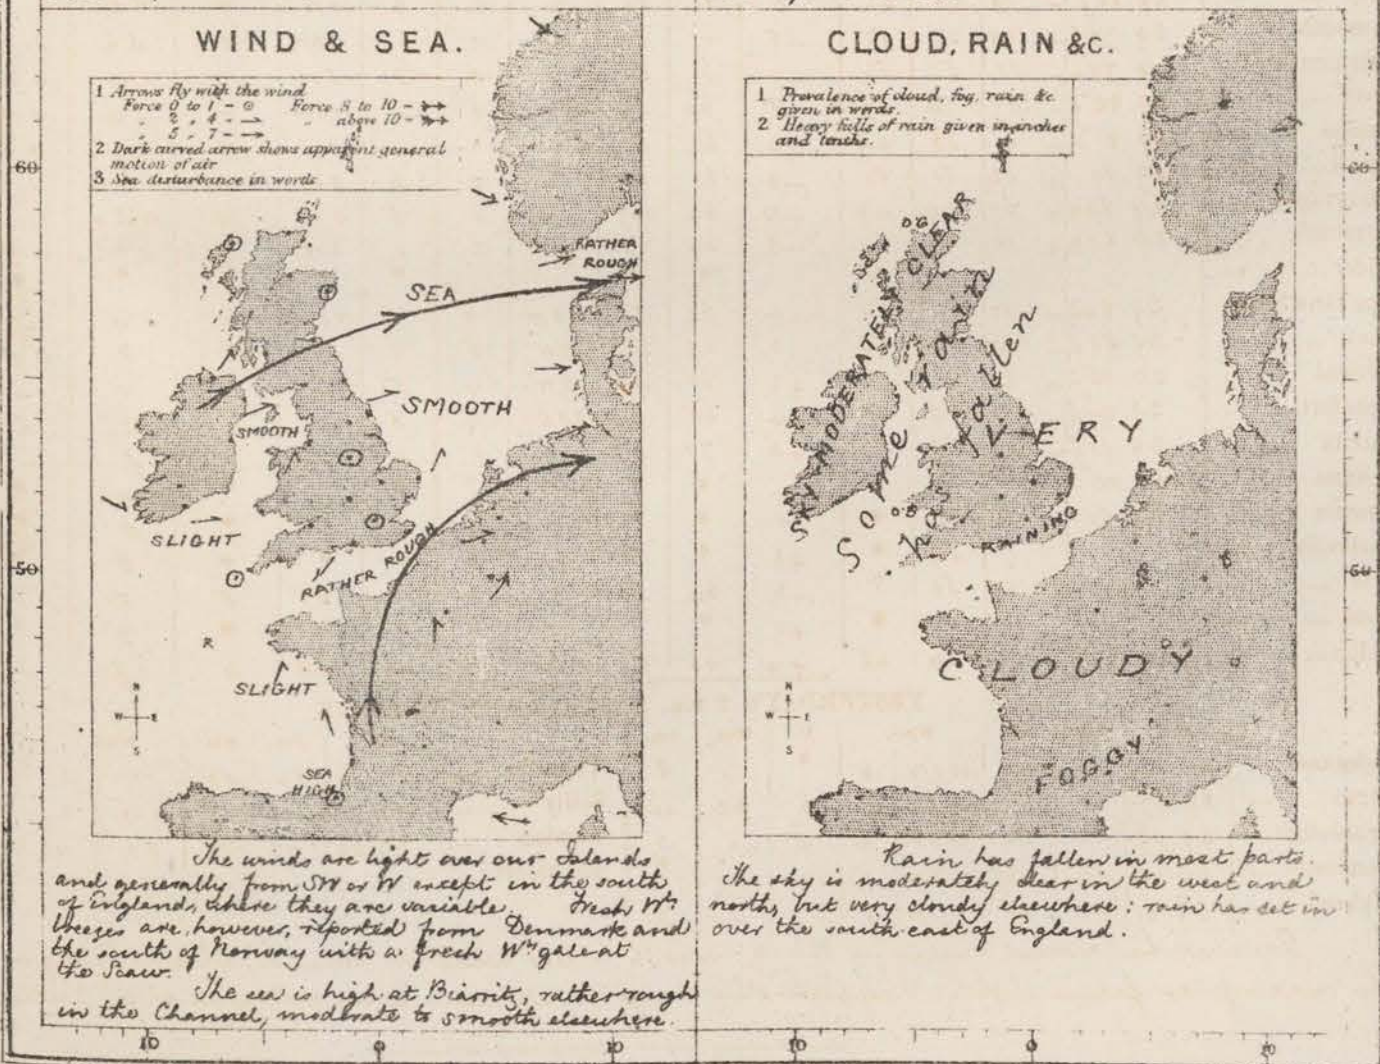 WIND & SEA.
1 Arrows fly with the wind
Force 0 to 1 - ⊙ Force 8 to 10 -
" 2 " 4 - " above 10 -
" 5 " 7 -
2 Dark curved arrow shows apparent general
motion of air
3 Sea disturbance in words
60
50
RATHER
ROUGH
SEA
SMOOTH
SMOOTH
SLIGHT
RATHER ROUGH
R
SLIGHT
N
W E
S
SEA
HIGH
The winds are light over our Islands
and generally from SW or W except in the south
of England, where they are variable. Fresh Wly
breezes are, however, reported from Denmark and
the south of Norway with a fresh Wly gale at
the Scaw.
The sea is high at Biarritz, rather rough
in the Channel, moderate to smooth elsewhere.
10 0 10
CLOUD, RAIN &c.
1 Prevalence of cloud, fog, rain &c
given in words.
2 Heavy falls of rain given in inches
and tenths.
60
50
SKY MODERATELY CLEAR
06
Some rain
has fallen
08
VERY
RAINING
CLOUDY
FOGGY
N
W E
S
Rain has fallen in most parts.
The sky is moderately clear in the west and
north, but very cloudy elsewhere: rain has set in
over the south east of England.
10 0 10